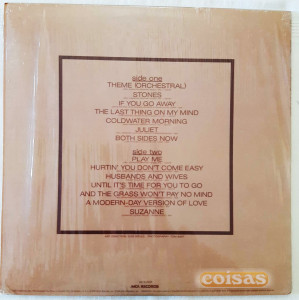 side one
THEME (ORCHESTRAL)
STONES
IF YOU GO AWAY
THE LAST THING ON MY MIND
COLDWATER MORNING
JULIET
BOTH SIDES NOW
side two
PLAY ME
HURTIN' YOU DON'T COME EASY
HUSBANDS AND WIVES
UNTIL IT'S TIME FOR YOU TO GO
AND THE GRASS WON'T PAY NO MIND
A MODERN-DAY VERSION OF LOVE
SUZANNE
MCA RECORDS
coisas